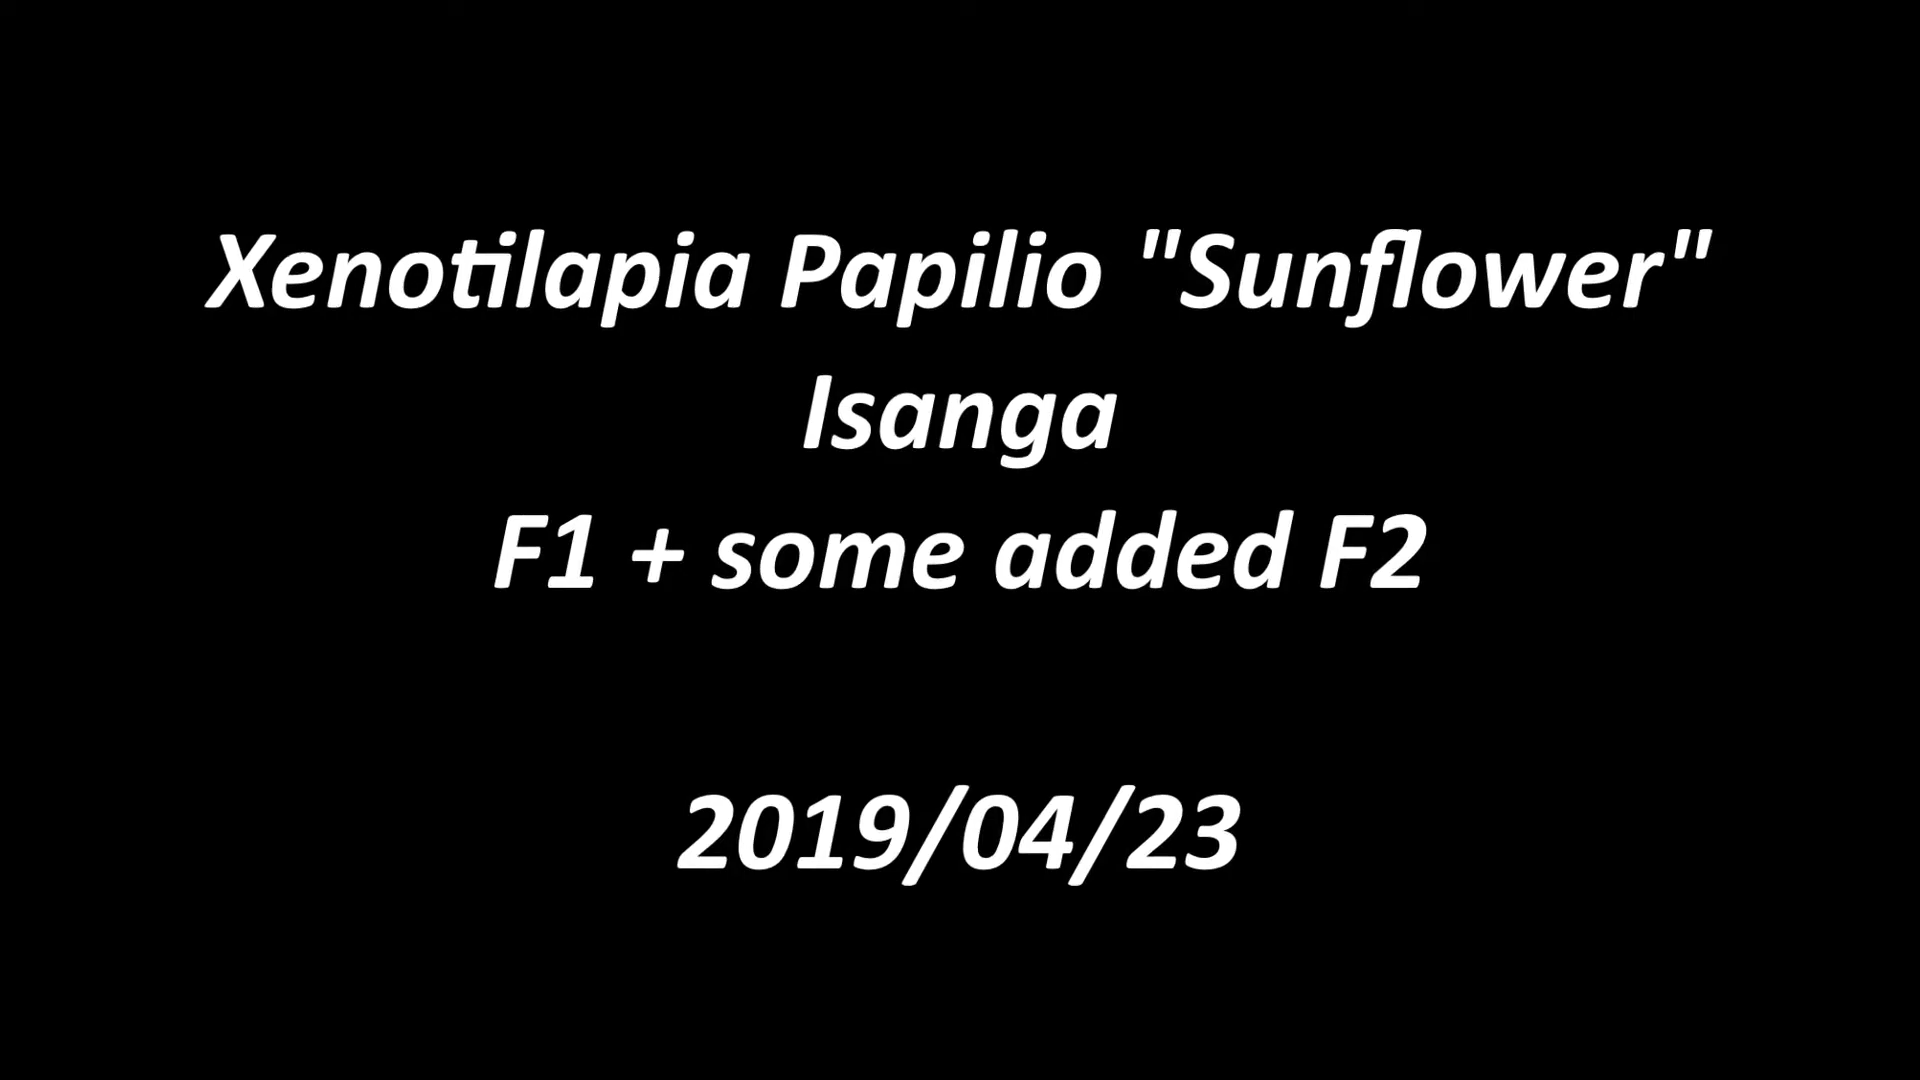 Xenotilapia Papilio "Sunflower"
Isanga
F1 + some added F2
2019/04/23